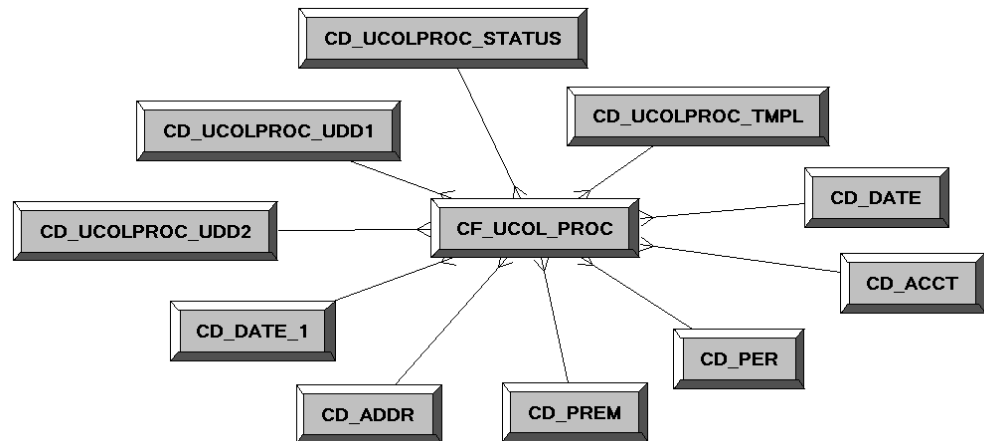 CD_UCOLPROC_STATUS
CD_UCOLPROC_TMPL
CD_UCOLPROC_UDD1
CD_DATE
CD_UCOLPROC_UDD2
CF_UCOL_PROC
CD_ACCT
CD_DATE_1
CD_PER
CD_ADDR
CD_PREM